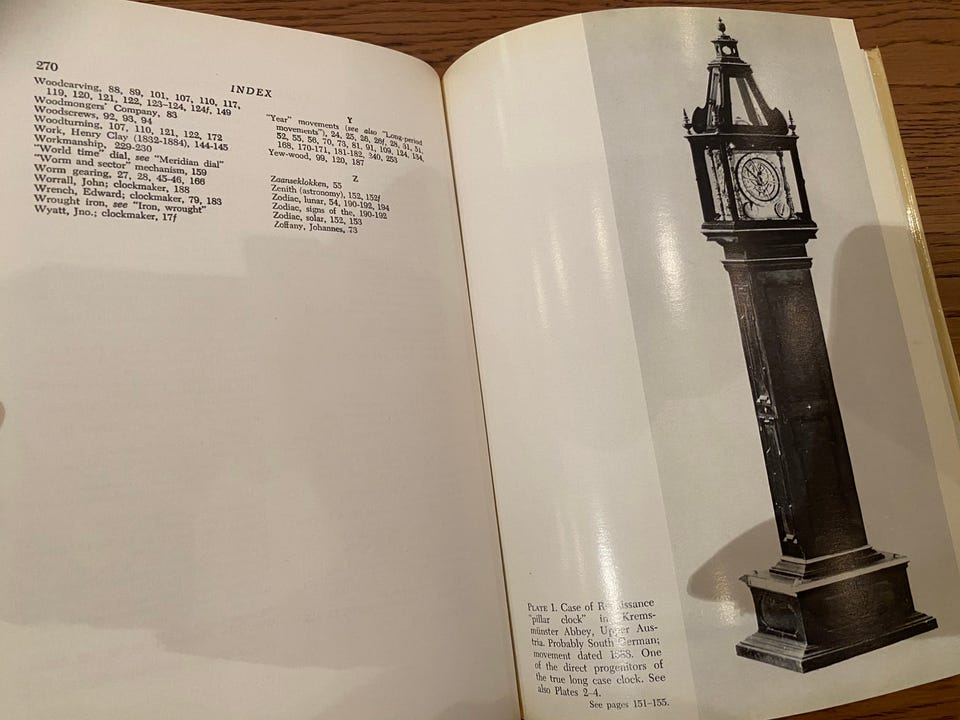 270
INDEX
Woodcarving, 88, 89, 101, 107, 110, 117,
119, 120, 121, 122, 123-124, 124f, 149
Woodmongers' Company, 83
Woodscrews, 92, 93, 94
Woodturning, 107, 110, 121, 122, 172
Work, Henry Clay (1832-1884), 144-145
Workmanship, 229-230
"World time" dial, see "Meridian dial"
"Worm and sector" mechanism, 159
Worm gearing, 27, 28, 45-46, 166
Worrall, John; clockmaker, 188
Wrench, Edward; clockmaker, 79, 183
Wrought iron, see "Iron, wrought"
Wyatt, Jno.; clockmaker, 17f
Y
"Year" movements (see also "Long-period
movements"), 24, 25, 26, 26f, 28, 31, 51,
52, 55, 56, 70, 73, 81, 91, 109, 124, 134,
168, 170-171, 181-182, 240, 253
Yew-wood, 99, 120, 187
Z
Zaanseklokken, 55
Zenith (astronomy), 152, 152f
Zodiac, lunar, 54, 190-192, 194
Zodiac, signs of the, 190-192
Zodiac, solar, 152, 153
Zoffany, Johannes, 73
PLATE 1. Case of Renaissance
"pillar clock" in Krems-
münster Abbey, Upper Aus-
tria. Probably South German;
movement dated
of the direct progenitors of
the true long case clock. See
also Plates 2-4.
See pages 151-155.